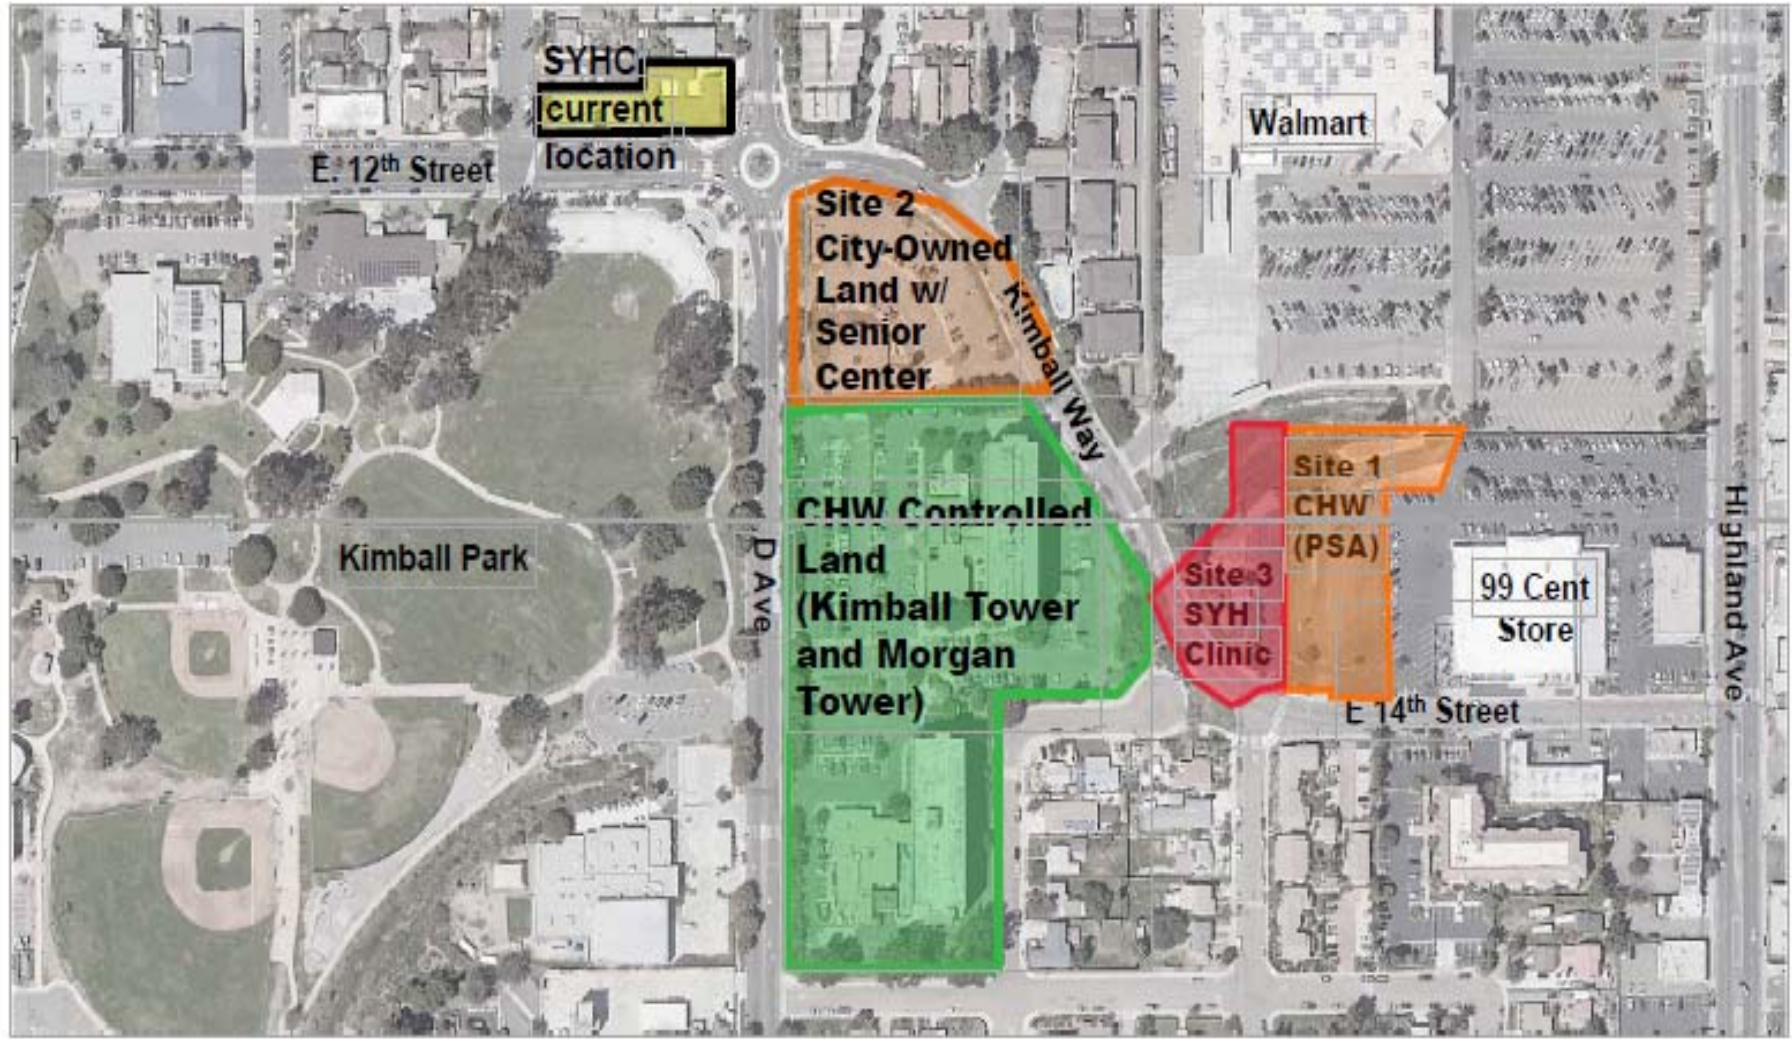 SYHC
current
location
E. 12th Street
Walmart
Site 2
City-Owned
Land w/
Senior
Center
Kimball Way
Site 1
CHW
(PSA)
CHW Controlled
Land
(Kimball Tower
and Morgan
Tower)
Kimball Park
D Ave
Site 3
SYH
Clinic
99 Cent
Store
Highland Ave
E 14th Street